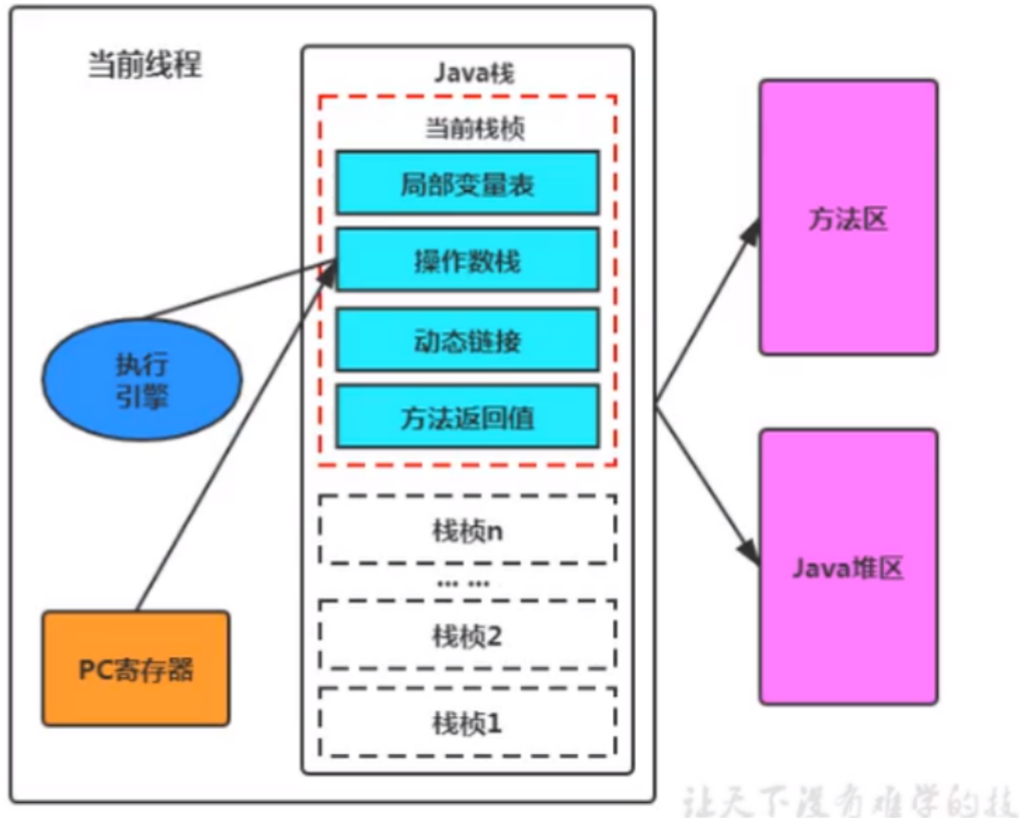 当前线程
Java栈
当前栈桢
局部变量表
操作数栈
动态链接
方法返回值
栈桢n
... ...
栈桢2
栈桢1
执行
引擎
PC寄存器
方法区
Java堆区
让天下没有难学的技